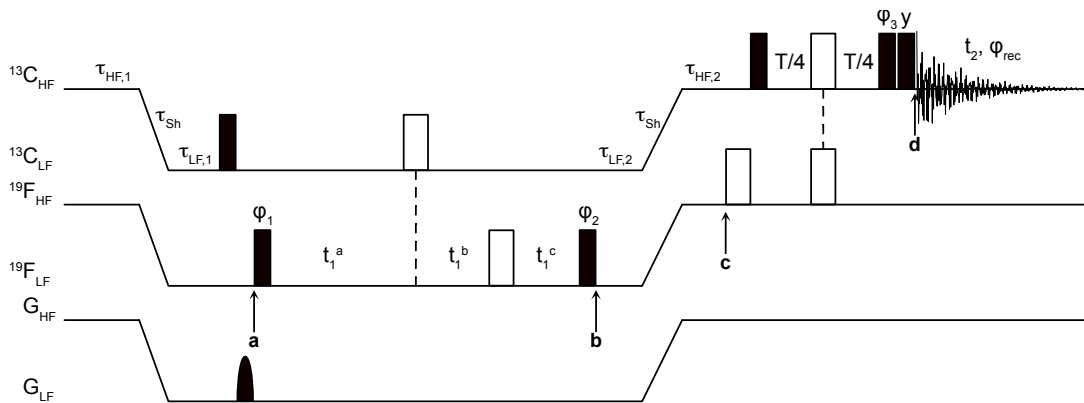 φ₃ y
τHF,1 τHF,2 T/4 T/4 t₂, φrec
¹³CHF
τSh τSh
τLF,1 τLF,2 d
¹³CLF
¹⁹FHF
φ₁ φ₂
c
t₁ᵃ t₁ᵇ t₁ᶜ
¹⁹FLF
GHF
a b
GLF